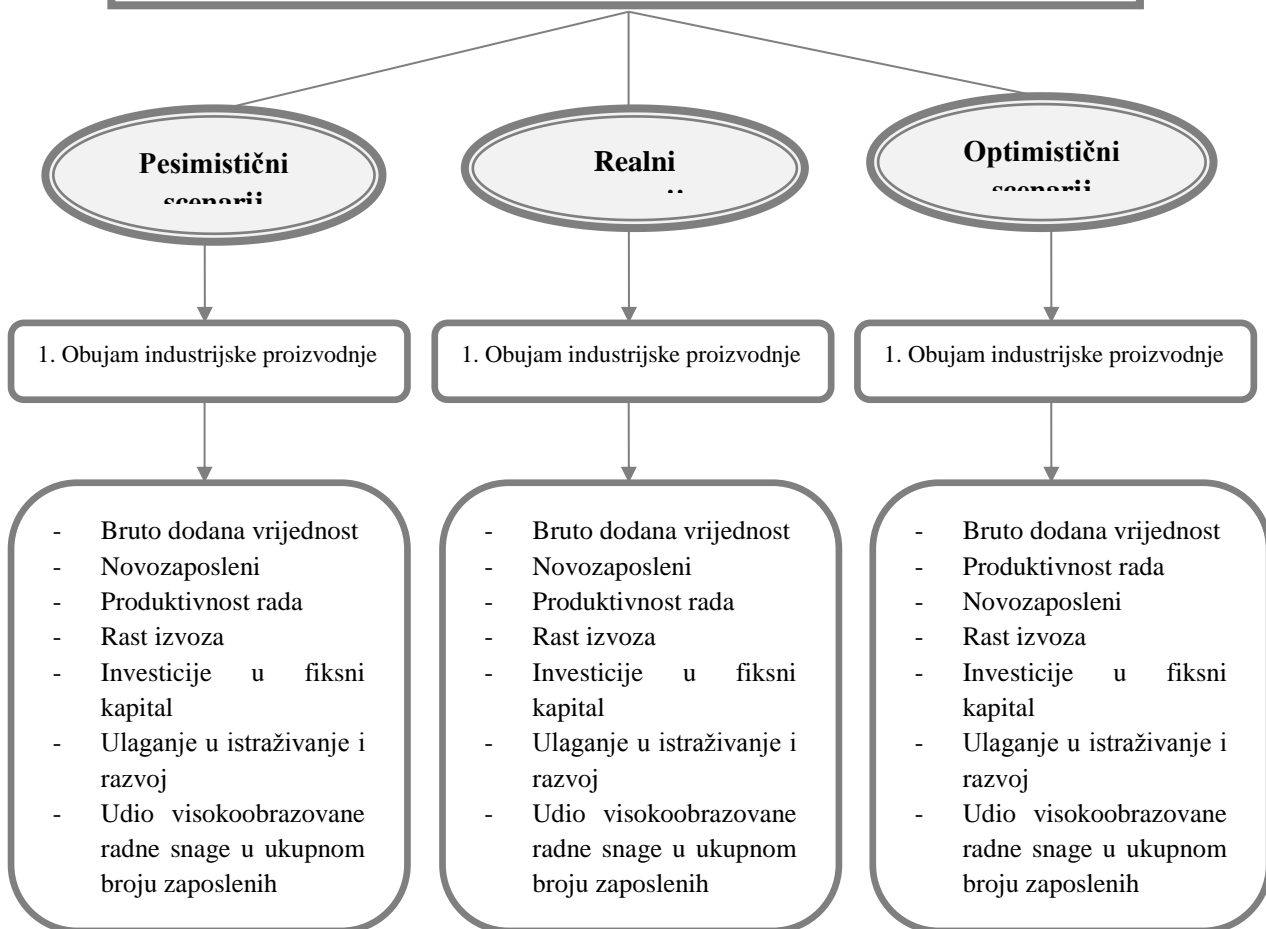 Pesimistični
scenarij
Realni
Optimistični
scenarij
1. Obujam industrijske proizvodnje
1. Obujam industrijske proizvodnje
1. Obujam industrijske proizvodnje
- Bruto dodana vrijednost
- Novozaposleni
- Produktivnost rada
- Rast izvoza
- Investicije u fiksni
kapital
- Ulaganje u istraživanje i
razvoj
- Udio visokoobrazovane
radne snage u ukupnom
broju zaposlenih
- Bruto dodana vrijednost
- Novozaposleni
- Produktivnost rada
- Rast izvoza
- Investicije u fiksni
kapital
- Ulaganje u istraživanje i
razvoj
- Udio visokoobrazovane
radne snage u ukupnom
broju zaposlenih
- Bruto dodana vrijednost
- Produktivnost rada
- Novozaposleni
- Rast izvoza
- Investicije u fiksni
kapital
- Ulaganje u istraživanje i
razvoj
- Udio visokoobrazovane
radne snage u ukupnom
broju zaposlenih